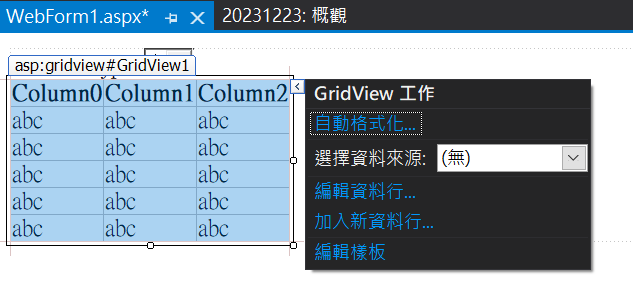 WebForm1.aspx*
20231223: 概觀
asp:gridview#GridView1
Column0 Column1 Column2
abc abc abc
abc abc abc
abc abc abc
abc abc abc
abc abc abc
GridView 工作
自動格式化...
選擇資料來源: (無)
編輯資料行...
加入新資料行...
編輯樣板